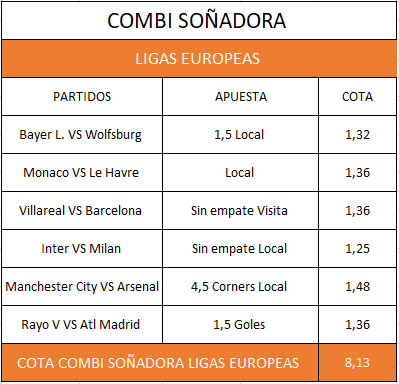 COMBI SOÑADORA
LIGAS EUROPEAS
PARTIDOS APUESTA COTA
Bayer L. VS Wolfsburg 1,5 Local 1,32
Monaco VS Le Havre Local 1,36
Villareal VS Barcelona Sin empate Visita 1,36
Inter VS Milan Sin empate Local 1,25
Manchester City VS Arsenal 4,5 Corners Local 1,48
Rayo V VS Atl Madrid 1,5 Goles 1,36
COTA COMBI SOÑADORA LIGAS EUROPEAS 8,13